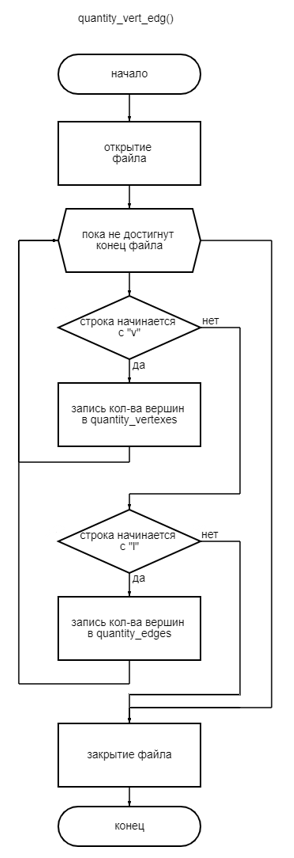 quantity_vert_edg()
начало
открытие
файла
пока не достигнут
конец файла
строка начинается
с "v"
нет
да
запись кол-ва вершин
в quantity_vertexes
строка начинается
с "l"
нет
да
запись кол-ва вершин
в quantity_edges
закрытие файла
конец